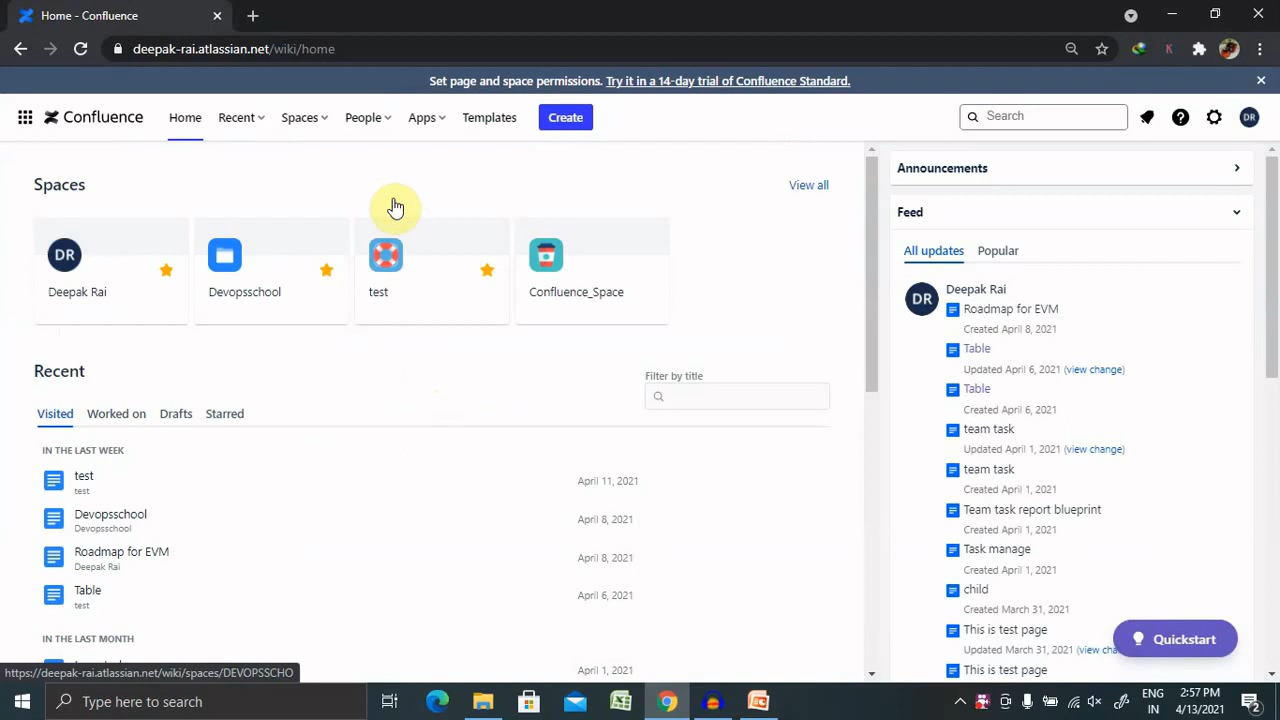 Home - Confluence
deepak-rai.atlassian.net/wiki/home
Set page and space permissions. Try it in a 14-day trial of Confluence Standard.
Confluence Home Recent Spaces People Apps Templates Create Search DR
Spaces View all
DR
Deepak Rai Devopsschool test Confluence_Space
Recent
Filter by title
Visited Worked on Drafts Starred
IN THE LAST WEEK
test April 11, 2021
test
Devopsschool April 8, 2021
Devopsschool
Roadmap for EVM April 8, 2021
Deepak Rai
Table April 6, 2021
test
IN THE LAST MONTH
April 1, 2021
Announcements
Feed
All updates Popular
DR Deepak Rai
Roadmap for EVM
Created April 8, 2021
Table
Updated April 6, 2021 (view change)
Table
Created April 6, 2021
team task
Updated April 1, 2021 (view change)
team task
Created April 1, 2021
Team task report blueprint
Created April 1, 2021
Task manage
Created April 1, 2021
child
Created March 31, 2021
This is test page
Updated March 31, 2021 (view cha
This is test page
Quickstart
https://deepak-rai.atlassian.net/wiki/spaces/DEVOPSSCHO
Type here to search
ENG
IN
2:57 PM
4/13/2021
2